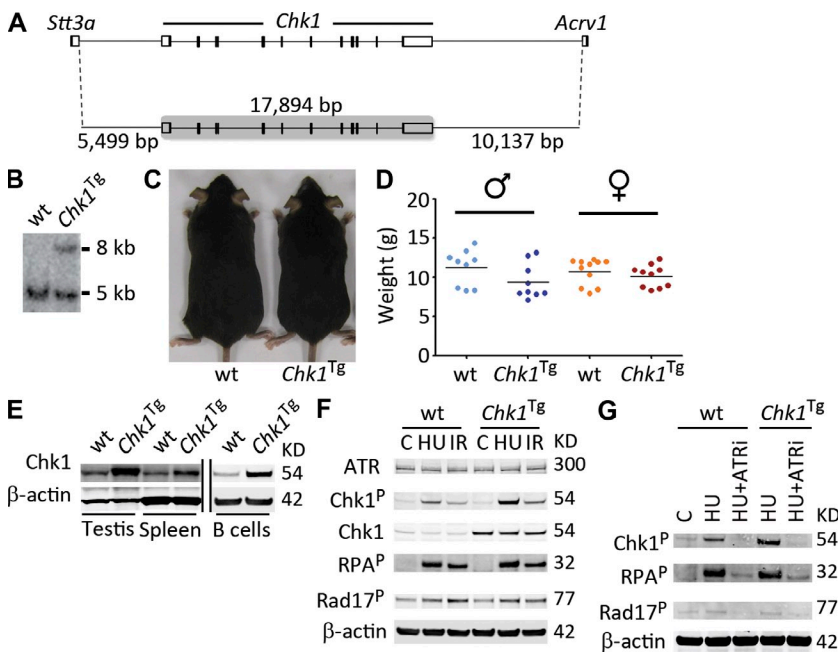 A
Stt3a
Chk1
Acrv1
17,894 bp
5,499 bp
10,137 bp
B
wt
Chk1Tg
8 kb
5 kb
C
wt
Chk1Tg
D
♂
♀
Weight (g)
20
15
10
5
0
wt
Chk1Tg
wt
Chk1Tg
E
wt
Chk1Tg
wt
Chk1Tg
wt
Chk1Tg
KD
Chk1
54
β-actin
42
Testis Spleen B cells
F
wt
Chk1Tg
C HU IR C HU IR KD
ATR 300
Chk1P 54
Chk1 54
RPAP 32
Rad17P 77
β-actin 42
G
wt
Chk1Tg
C
HU
HU+ATRi
HU
HU+ATRi
KD
Chk1P 54
RPAP 32
Rad17P 77
β-actin 42